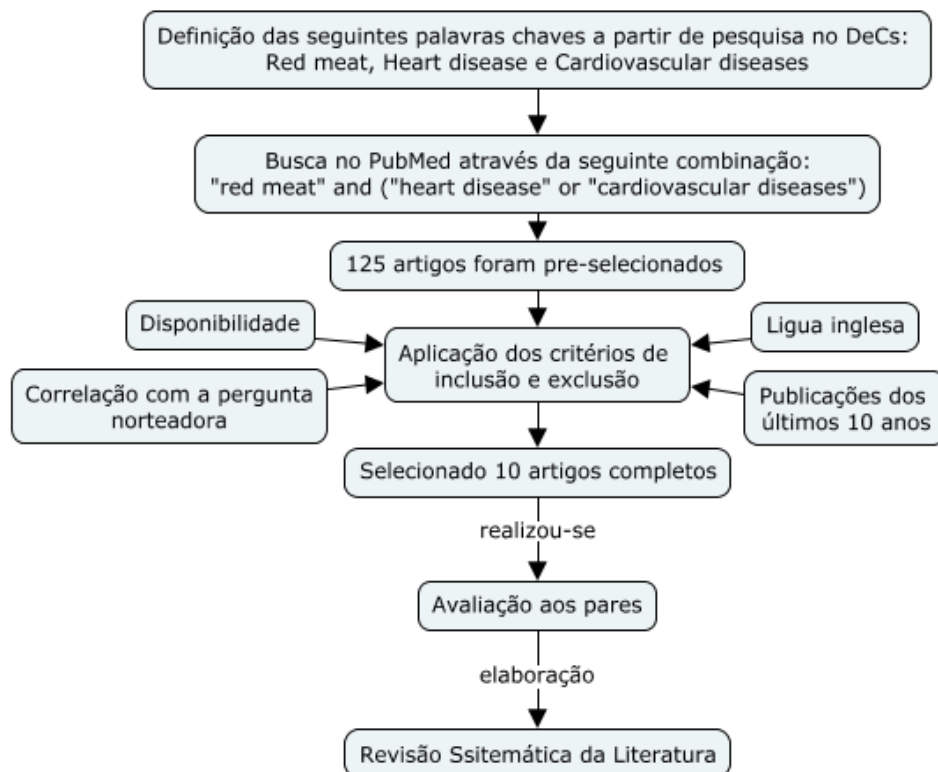 Definição das seguintes palavras chaves a partir de pesquisa no DeCs:
Red meat, Heart disease e Cardiovascular diseases
Busca no PubMed através da seguinte combinação:
"red meat" and ("heart disease" or "cardiovascular diseases")
125 artigos foram pre-selecionados
Disponibilidade
Ligua inglesa
Aplicação dos critérios de
inclusão e exclusão
Correlação com a pergunta
norteadora
Publicações dos
últimos 10 anos
Selecionado 10 artigos completos
realizou-se
Avaliação aos pares
elaboração
Revisão Ssitemática da Literatura